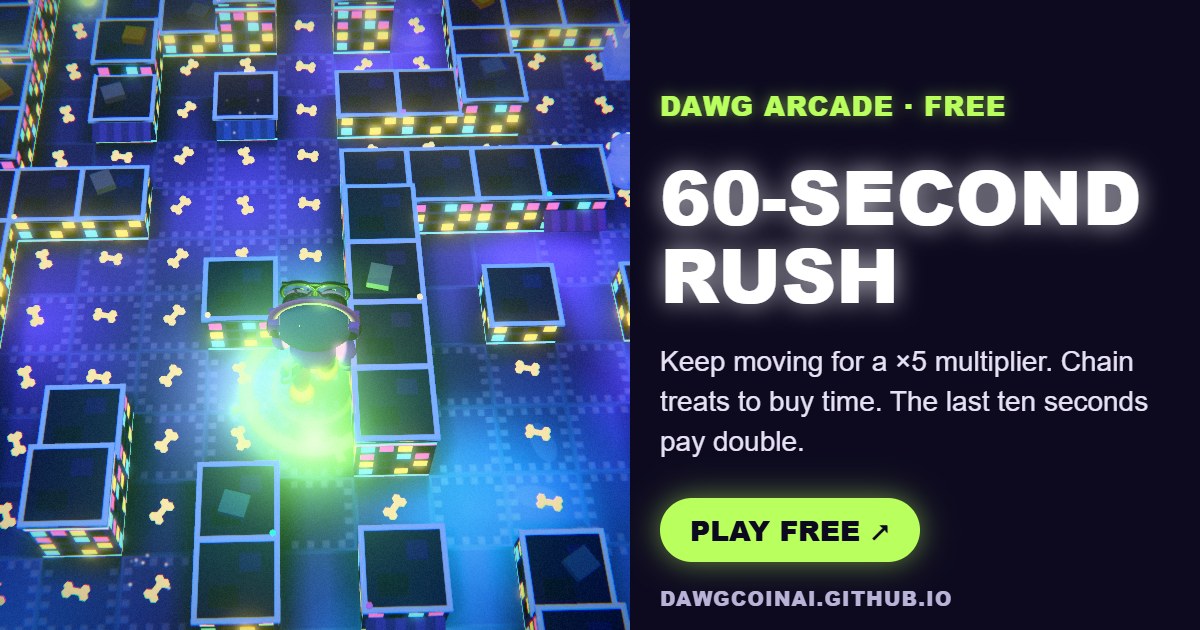 DAWG ARCADE · FREE
60-SECOND
RUSH
Keep moving for a ×5 multiplier. Chain
treats to buy time. The last ten seconds
pay double.
PLAY FREE ↗
DAWGCOINAI.GITHUB.IO